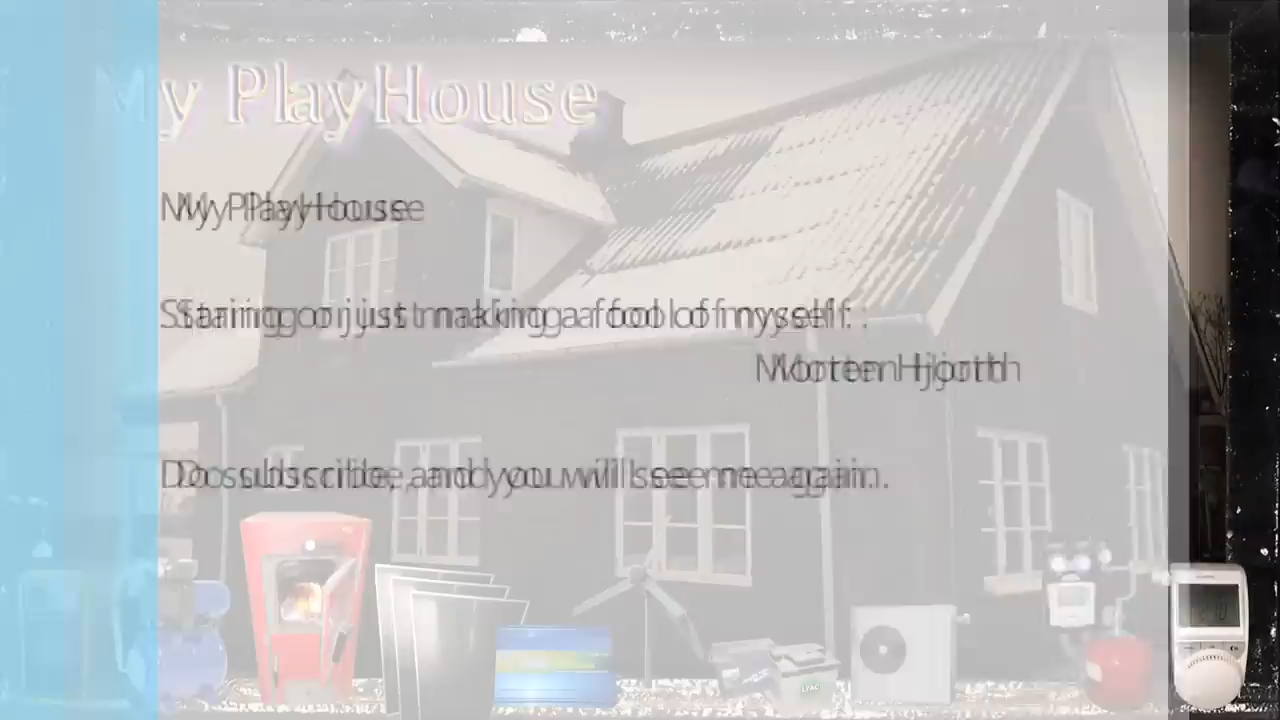 My PlayHouse
My PlayHouse
Staring or just making a fool of myself.
Morten Hjorth
Do subscribe, and you will see me again.